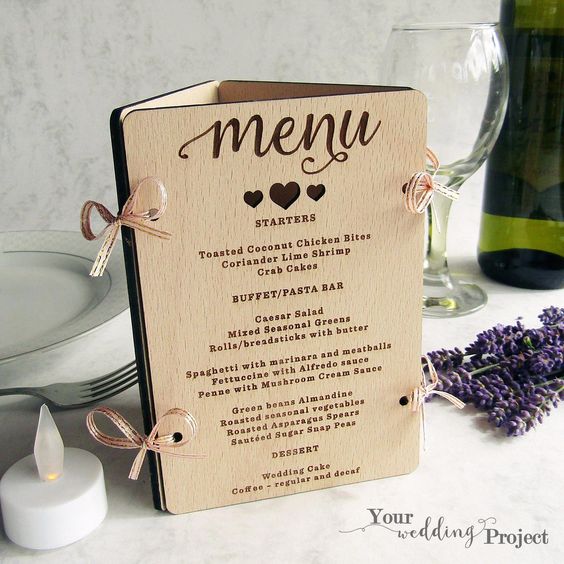 menu
STARTERS
Toasted Coconut Chicken Bites
Coriander Lime Shrimp
Crab Cakes
BUFFET/PASTA BAR
Caesar Salad
Mixed Seasonal Greens
Rolls/breadsticks with butter
Spaghetti with marinara and meatballs
Fettuccine with Alfredo sauce
Penne with Mushroom Cream Sauce
Green beans Almandine
Roasted seasonal vegetables
Roasted Asparagus Spears
Sautéed Sugar Snap Peas
DESSERT
Wedding Cake
Coffee - regular and decaf
Your wedding Project